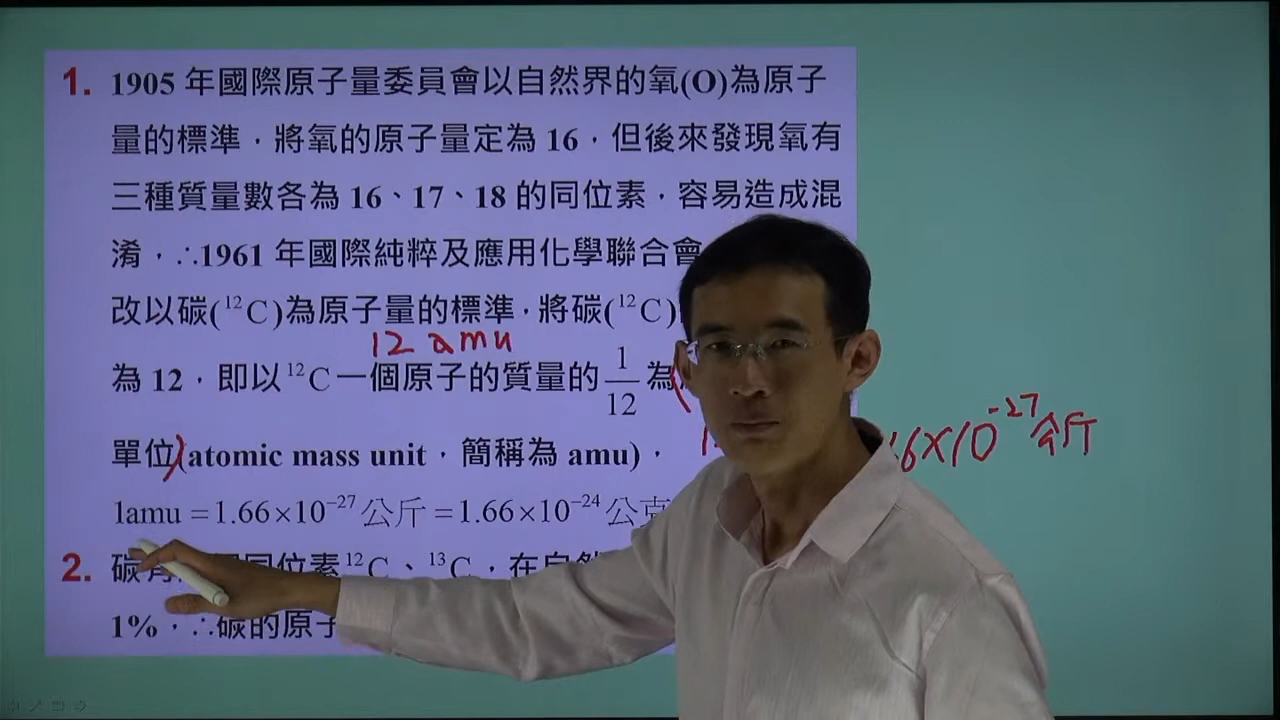 1. 1905 年國際原子量委員會以自然界的氧(O)為原子
量的標準，將氧的原子量定為 16，但後來發現氧有
三種質量數各為 16、17、18 的同位素，容易造成混
淆，∴1961 年國際純粹及應用化學聯合會
改以碳(¹²C)為原子量的標準，將碳(¹²C)
12 amu
為 12，即以 ¹²C 一個原子的質量的 1/12 為
單位)(atomic mass unit，簡稱為 amu)，
.6×10⁻²⁷公斤
1amu = 1.66×10⁻²⁷ 公斤 = 1.66×10⁻²⁴ 公克
2. 碳 同位素 ¹²C、¹³C，在自然
1%，∴碳的原子